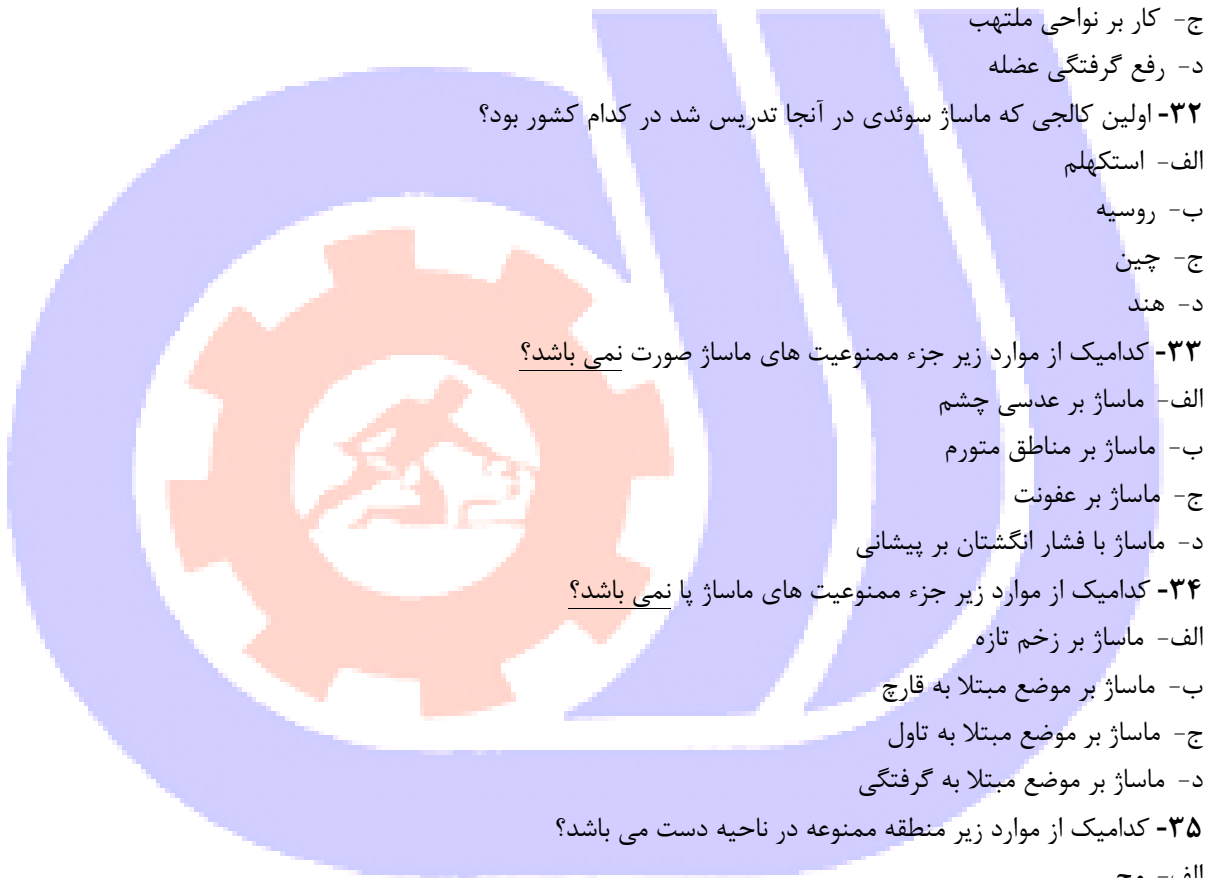 ج- کار بر نواحی ملتهب
د- رفع گرفتگی عضله
۳۲- اولین کالجی که ماساژ سوئدی در آنجا تدریس شد در کدام کشور بود؟
الف- استکهلم
ب- روسیه
ج- چین
د- هند
۳۳- کدامیک از موارد زیر جزء ممنوعیت های ماساژ صورت نمی باشد؟
الف- ماساژ بر عدسی چشم
ب- ماساژ بر مناطق متورم
ج- ماساژ بر عفونت
د- ماساژ با فشار انگشتان بر پیشانی
۳۴- کدامیک از موارد زیر جزء ممنوعیت های ماساژ پا نمی باشد؟
الف- ماساژ بر زخم تازه
ب- ماساژ بر موضع مبتلا به قارچ
ج- ماساژ بر موضع مبتلا به تاول
د- ماساژ بر موضع مبتلا به گرفتگی
۳۵- کدامیک از موارد زیر منطقه ممنوعه در ناحیه دست می باشد؟
الف- مچ